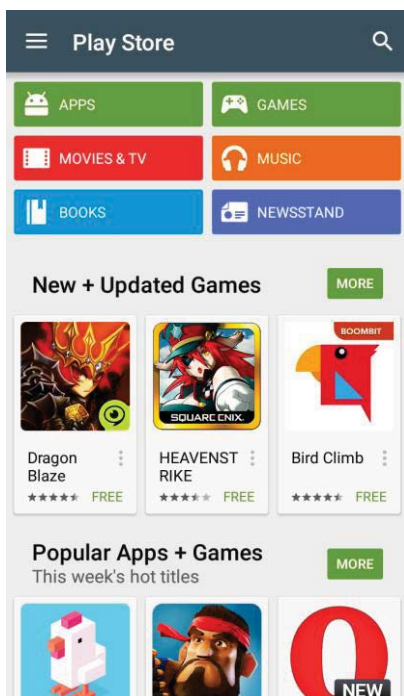 Play Store
APPS
GAMES
MOVIES & TV
MUSIC
BOOKS
NEWSSTAND
New + Updated Games
MORE
BOOMBIT
SQUARE ENIX.
Dragon
Blaze
FREE
HEAVENST
RIKE
FREE
Bird Climb
FREE
Popular Apps + Games
MORE
This week's hot titles
NEW